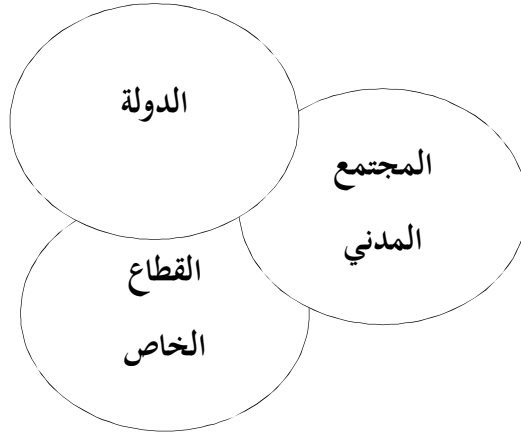 الدولة
المجتمع
المدني
القطاع
الخاص